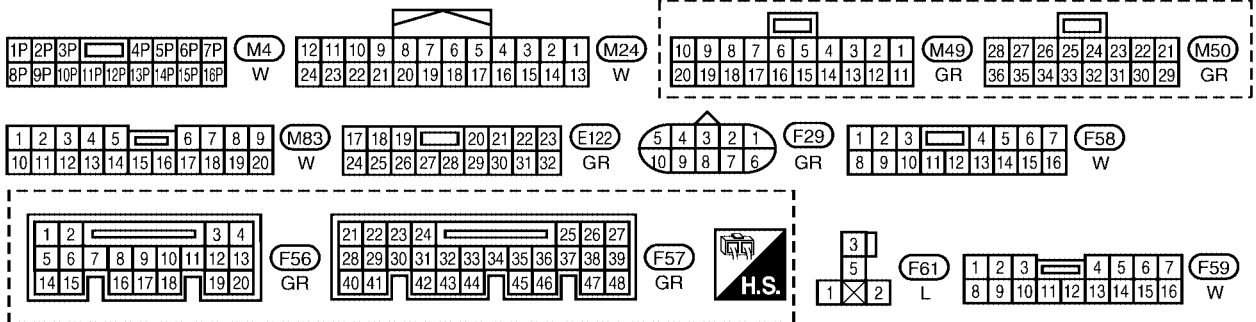 1P 2P 3P 4P 5P 6P 7P
8P 9P 10P 11P 12P 13P 14P 15P 16P
M4
W
12 11 10 9 8 7 6 5 4 3 2 1
24 23 22 21 20 19 18 17 16 15 14 13
M24
W
10 9 8 7 6 5 4 3 2 1
20 19 18 17 16 15 14 13 12 11
M49
GR
28 27 26 25 24 23 22 21
36 35 34 33 32 31 30 29
M50
GR
1 2 3 4 5 6 7 8 9
10 11 12 13 14 15 16 17 18 19 20
M83
W
17 18 19 20 21 22 23
24 25 26 27 28 29 30 31 32
E122
GR
5 4 3 2 1
10 9 8 7 6
F29
GR
1 2 3 4 5 6 7
8 9 10 11 12 13 14 15 16
F58
W
1 2 3 4
5 6 7 8 9 10 11 12 13
14 15 16 17 18 19 20
F56
GR
21 22 23 24 25 26 27
28 29 30 31 32 33 34 35 36 37 38 39
40 41 42 43 44 45 46 47 48
F57
GR
H.S.
3
5
1 2
F61
L
1 2 3 4 5 6 7
8 9 10 11 12 13 14 15 16
F59
W